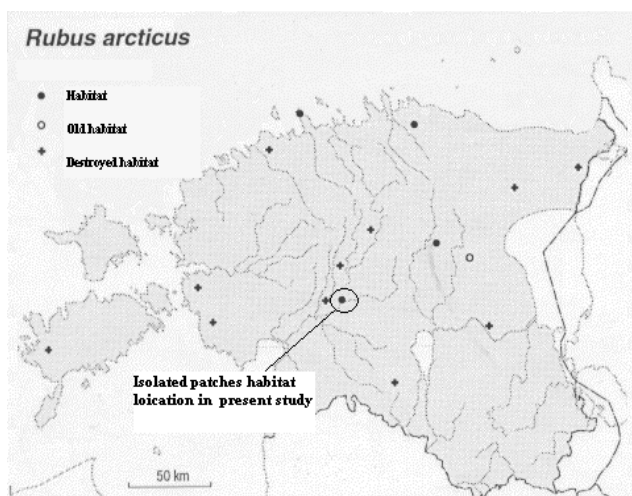 Rubus arcticus
Habitat
Old habitat
Destroyed habitat
Isolated patches habitat
loication in present study
50 km